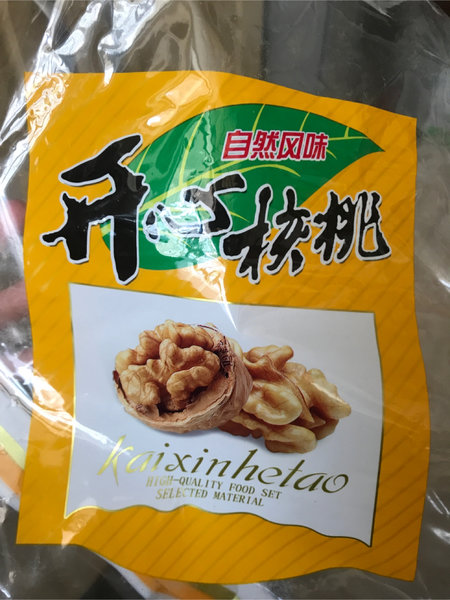 自然风味
开心核桃
kaixinhetao
HIGH-QUALITY FOOD SET
SELECTED MATERIAL